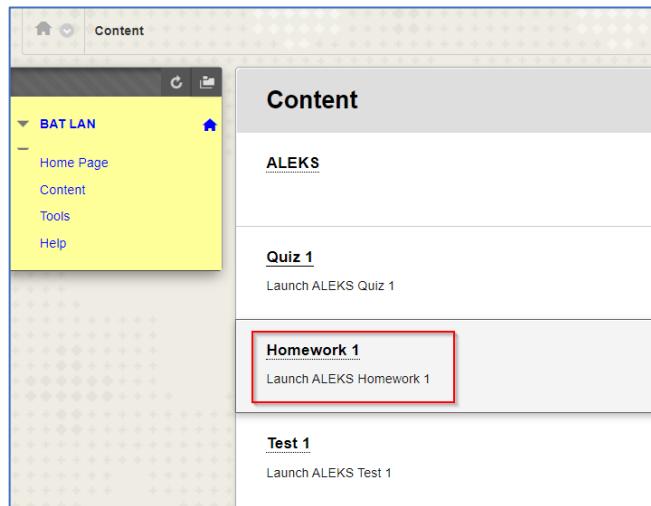 Content
BAT LAN
Home Page
Content
Tools
Help
Content
ALEKS
Quiz 1
Launch ALEKS Quiz 1
Homework 1
Launch ALEKS Homework 1
Test 1
Launch ALEKS Test 1